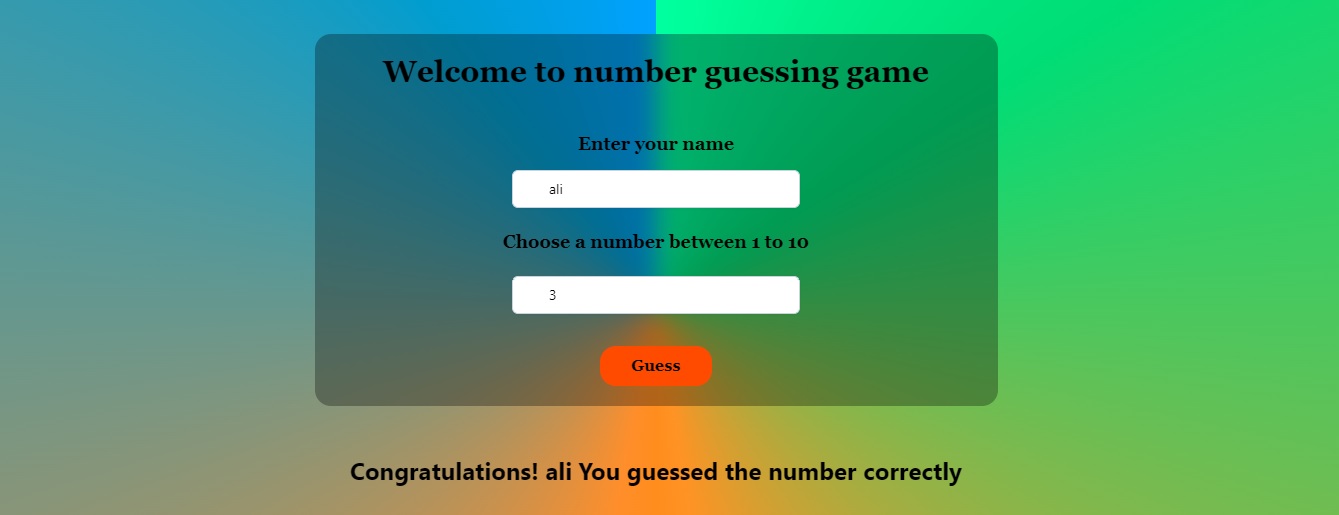 Welcome to number guessing game
Enter your name
ali
Choose a number between 1 to 10
3
Guess
Congratulations! ali You guessed the number correctly